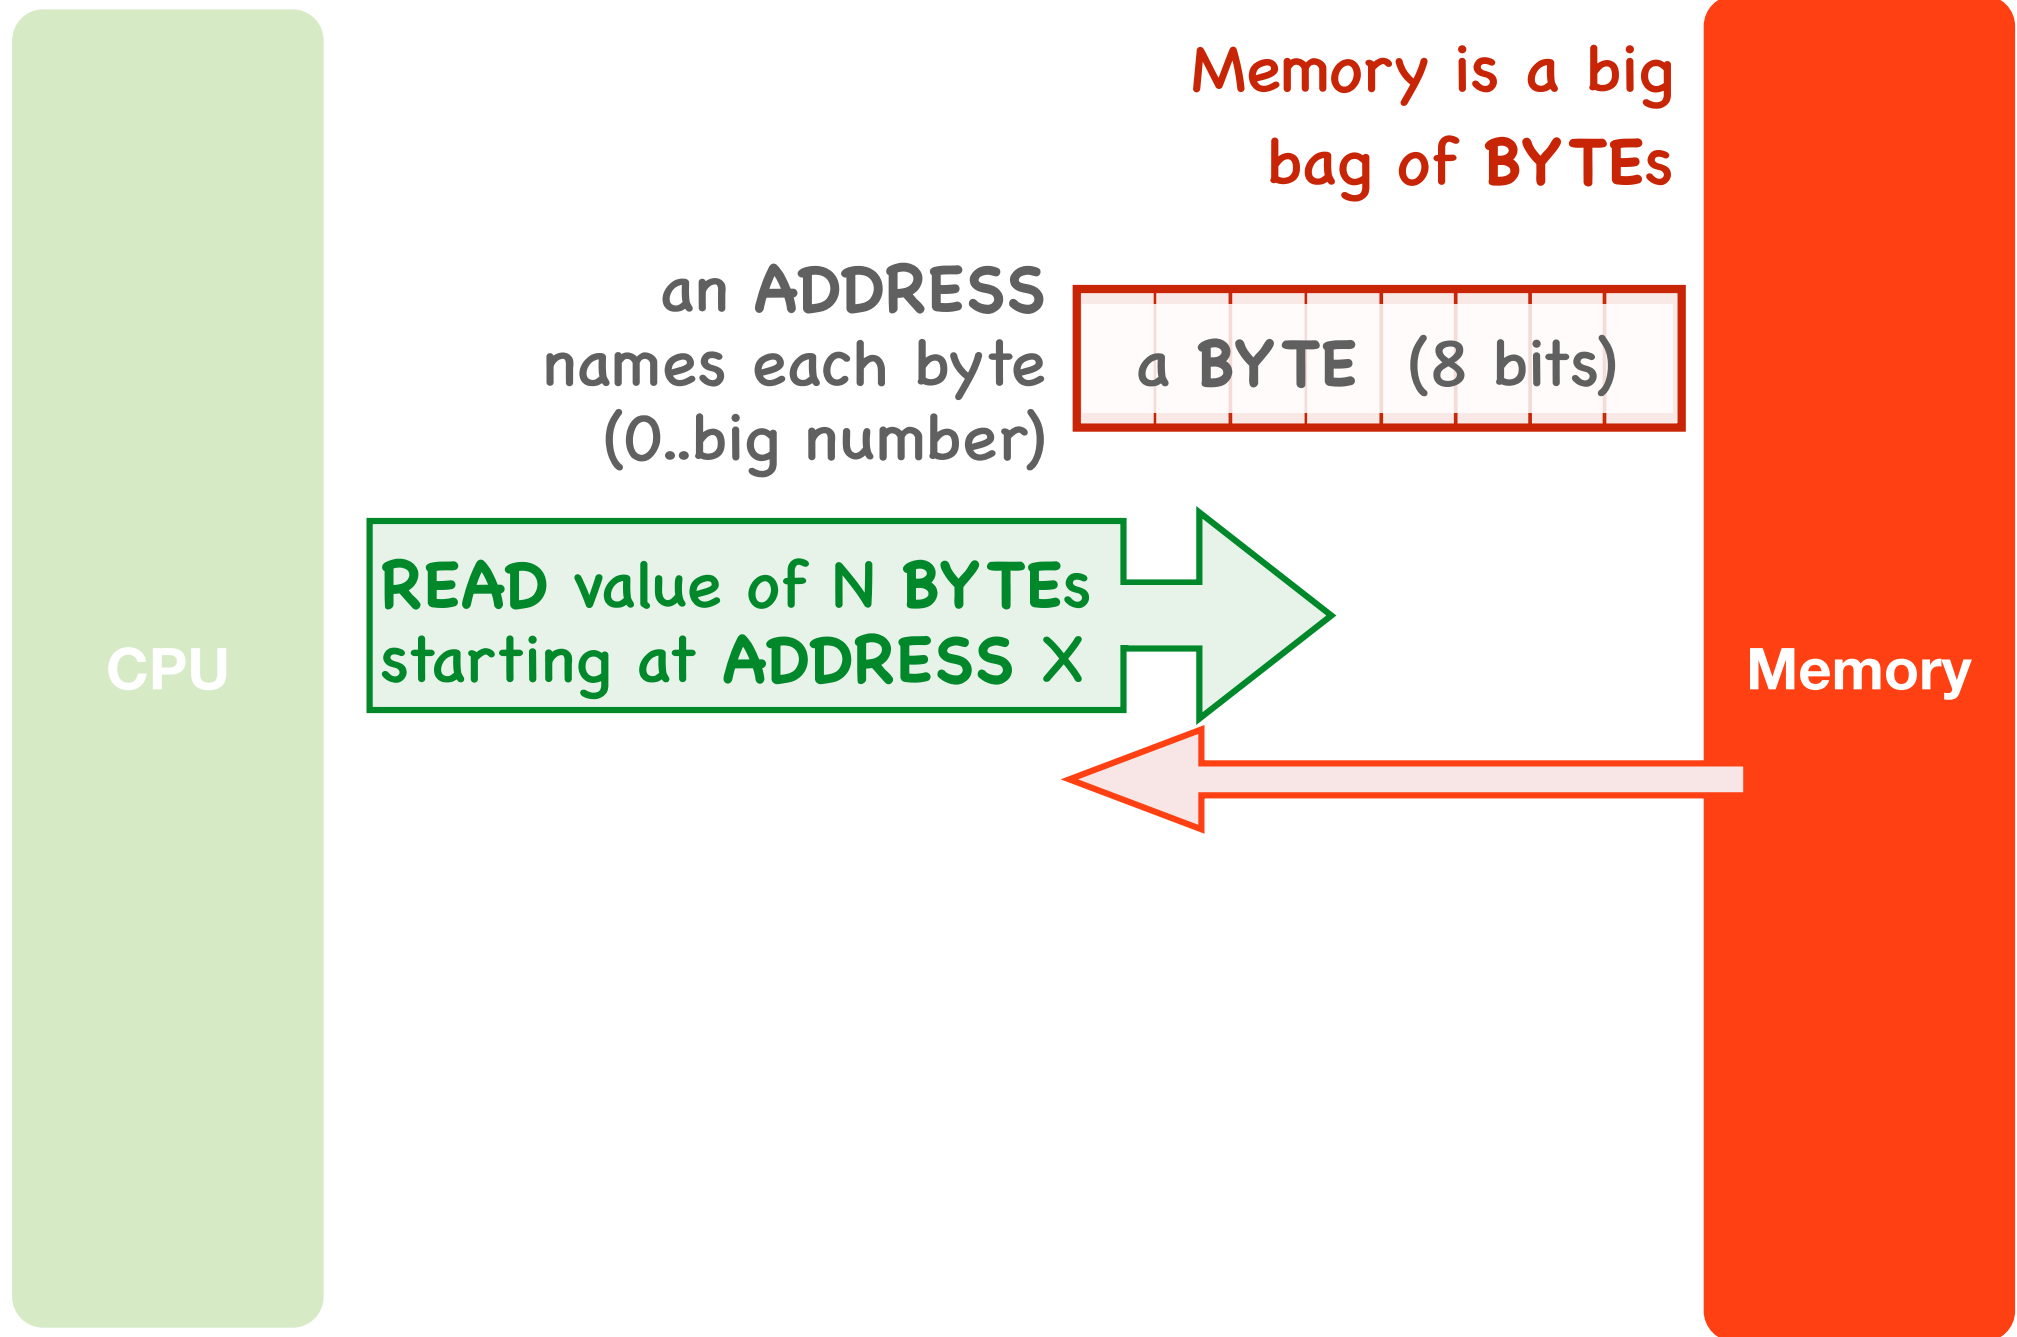 Memory is a big
bag of BYTEs
an ADDRESS
names each byte
(0..big number)
a BYTE (8 bits)
READ value of N BYTEs
starting at ADDRESS X
CPU
Memory